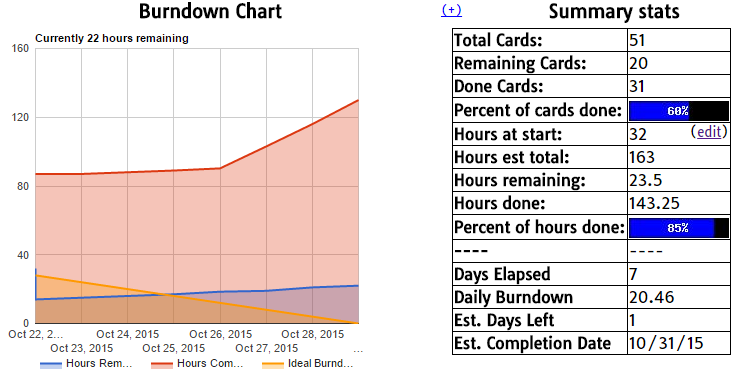 Burndown Chart
Currently 22 hours remaining
160
120
80
40
0
Oct 22, 2...
Oct 24, 2015
Oct 26, 2015
Oct 28, 2015
Oct 23, 2015
Oct 25, 2015
Oct 27, 2015
...
Hours Rem...
Hours Com...
Ideal Burnd...
(+)
Summary stats
Total Cards: 51
Remaining Cards: 20
Done Cards: 31
Percent of cards done: 60%
Hours at start: 32 (edit)
Hours est total: 163
Hours remaining: 23.5
Hours done: 143.25
Percent of hours done: 85%
---- ----
Days Elapsed 7
Daily Burndown 20.46
Est. Days Left 1
Est. Completion Date 10/31/15